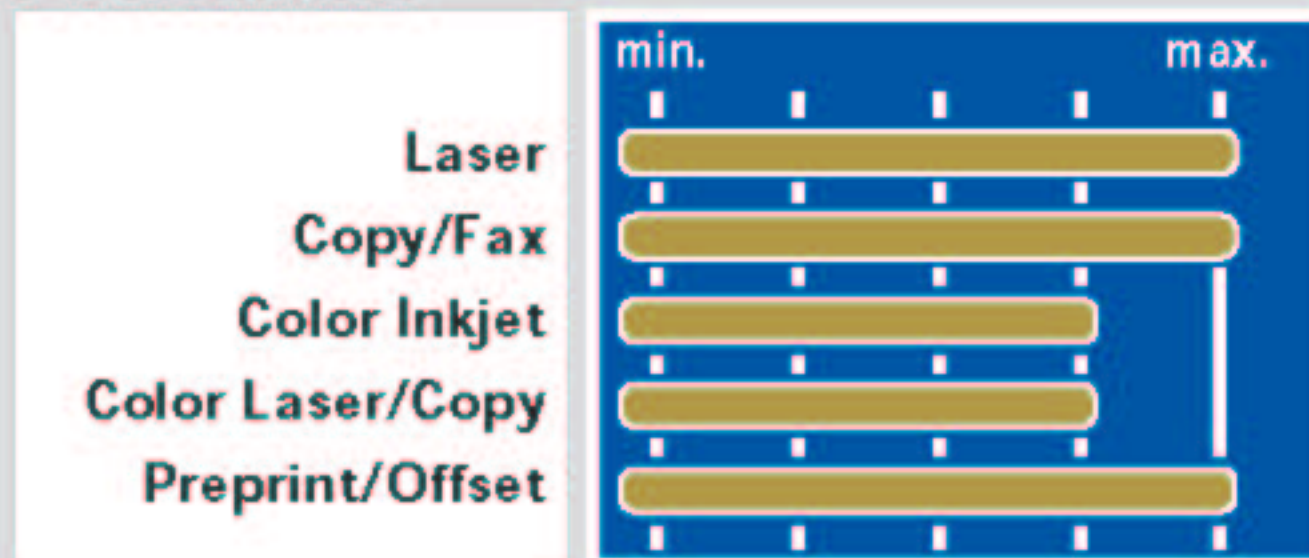 min. max.
Laser
Copy/Fax
Color Inkjet
Color Laser/Copy
Preprint/Offset